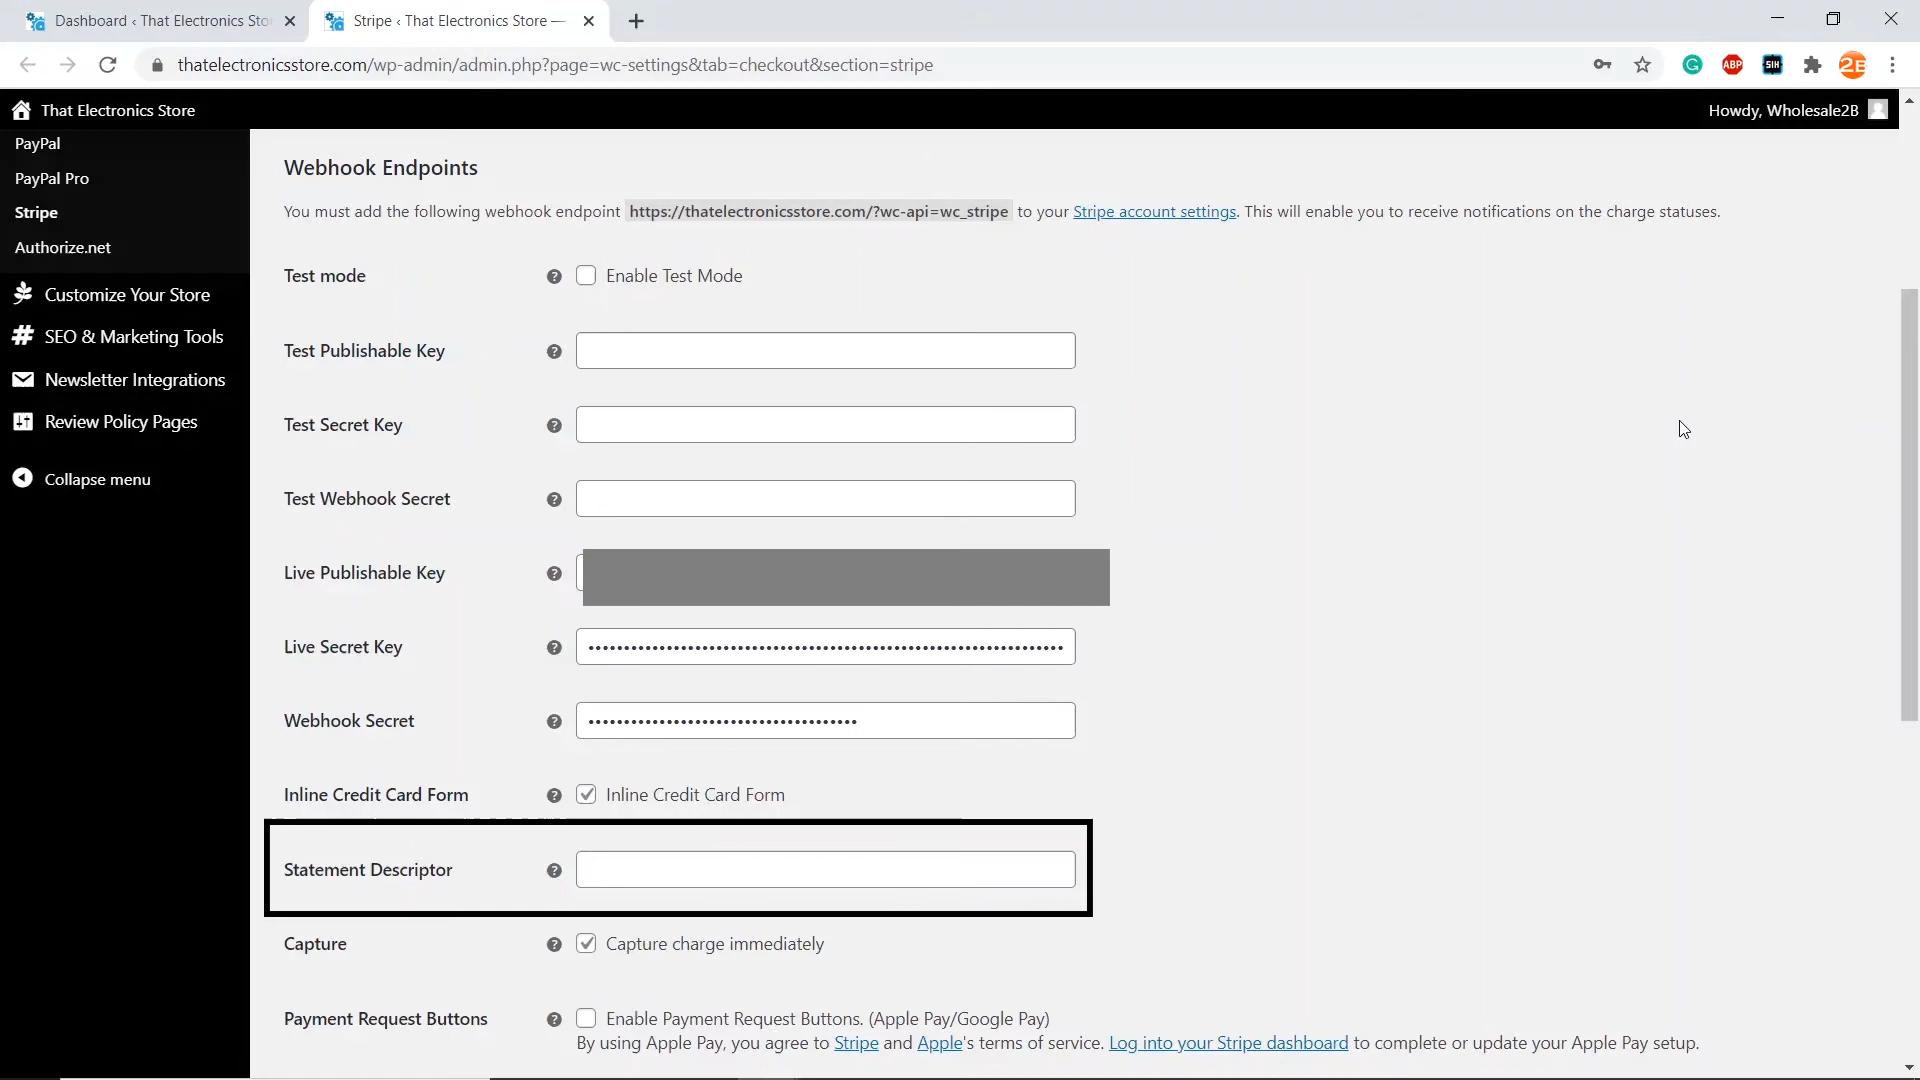 Dashboard ‹ That Electronics Sto
Stripe ‹ That Electronics Store —
thatelectronicsstore.com/wp-admin/admin.php?page=wc-settings&tab=checkout&section=stripe
ABP
SIH
2B
That Electronics Store
Howdy, Wholesale2B
PayPal
PayPal Pro
Stripe
Authorize.net
Customize Your Store
SEO & Marketing Tools
Newsletter Integrations
Review Policy Pages
Collapse menu
Webhook Endpoints
You must add the following webhook endpoint https://thatelectronicsstore.com/?wc-api=wc_stripe to your Stripe account settings. This will enable you to receive notifications on the charge statuses.
Test mode
Enable Test Mode
Test Publishable Key
Test Secret Key
Test Webhook Secret
Live Publishable Key
Live Secret Key
Webhook Secret
Inline Credit Card Form
Inline Credit Card Form
Statement Descriptor
Capture
Capture charge immediately
Payment Request Buttons
Enable Payment Request Buttons. (Apple Pay/Google Pay)
By using Apple Pay, you agree to Stripe and Apple's terms of service. Log into your Stripe dashboard to complete or update your Apple Pay setup.